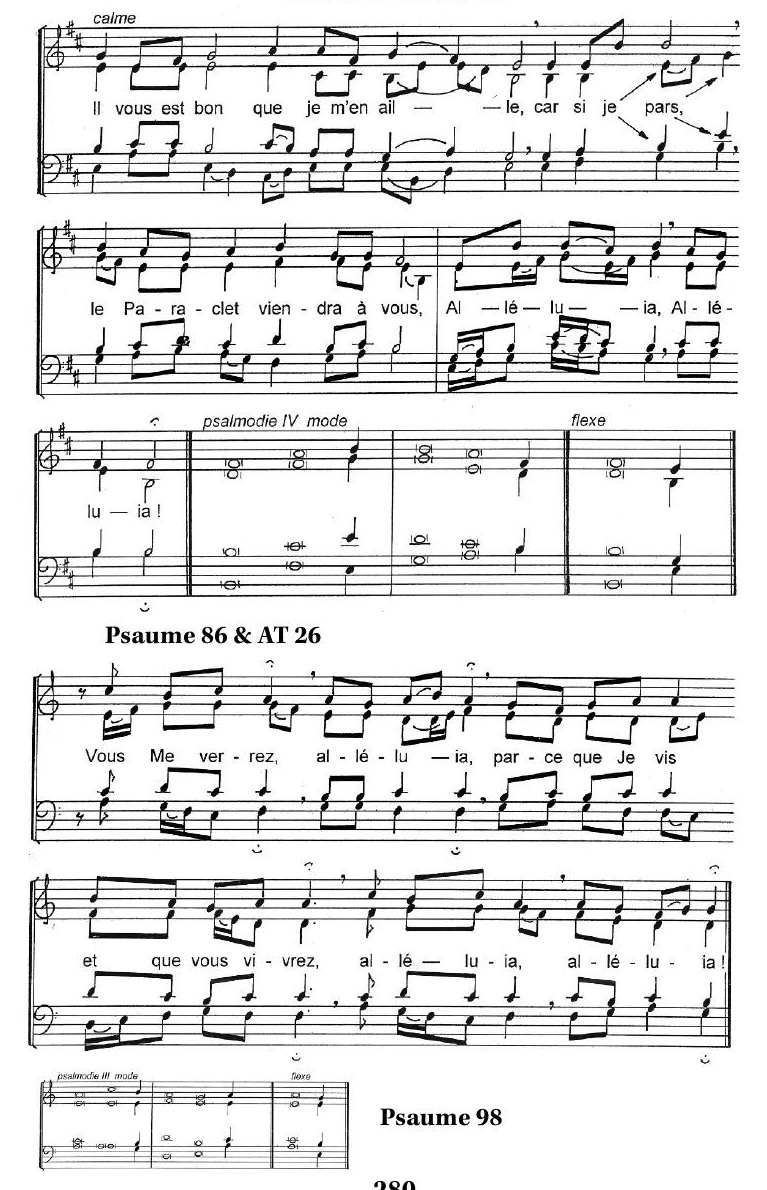 calme
Il vous est bon que je m'en ail — — le, car si je pars,
le Pa - ra - clet vien - dra à vous, Al — lé — lu — — ia, Al - lé -
psalmodie IV mode flexe
lu — ia !
Psaume 86 & AT 26
Vous Me ver - rez, al - lé - lu — ia, par - ce que Je vis
et que vous vi - vrez, al - lé — lu - ia, al - lé - lu - ia !
psalmodie III mode flexe
Psaume 98
280